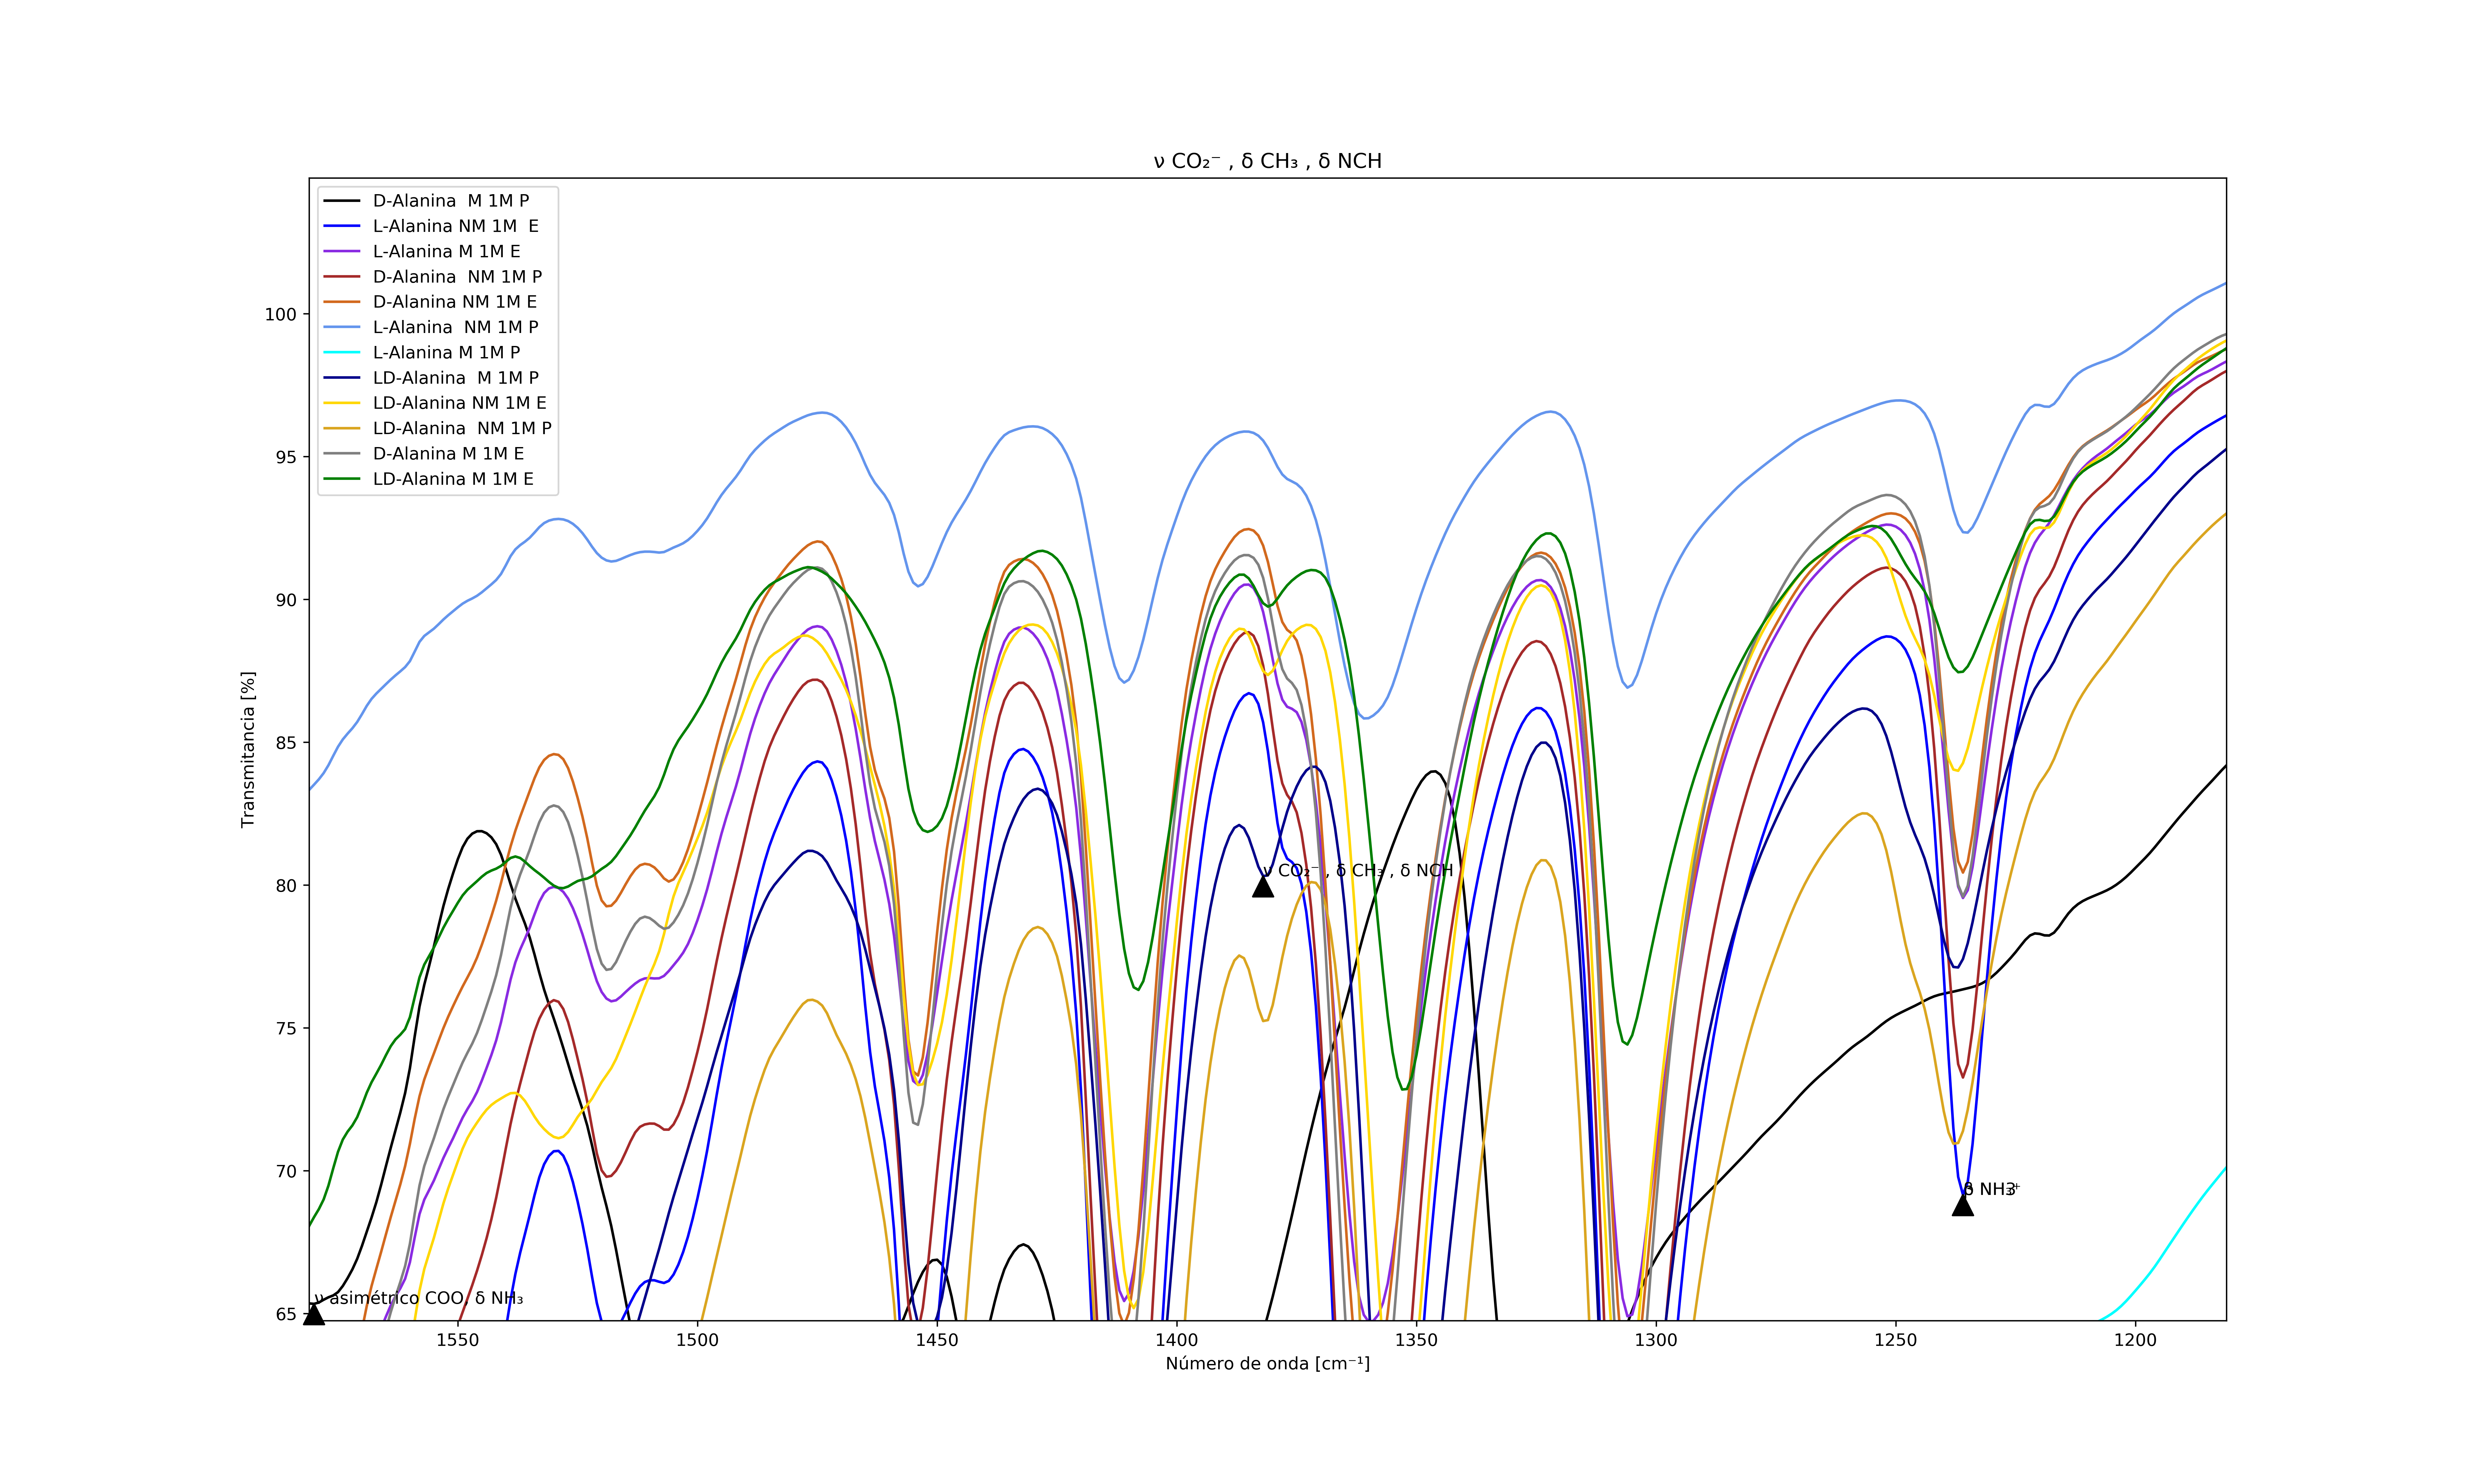 ν CO₂⁻ , δ CH₃ , δ NCH
D-Alanina  M 1M P
L-Alanina NM 1M  E
L-Alanina M 1M E
D-Alanina  NM 1M P
D-Alanina NM 1M E
L-Alanina  NM 1M P
L-Alanina M 1M P
LD-Alanina  M 1M P
LD-Alanina NM 1M E
LD-Alanina  NM 1M P
D-Alanina M 1M E
LD-Alanina M 1M E
100
95
90
85
80
75
70
65
Transmitancia [%]
ν CO₂⁻ , δ CH₃ , δ NCH
NH
ν asimétrico COO, δ NH₃
1550
1500
1450
1400
1350
1300
1250
1200
Número de onda [cm⁻¹]